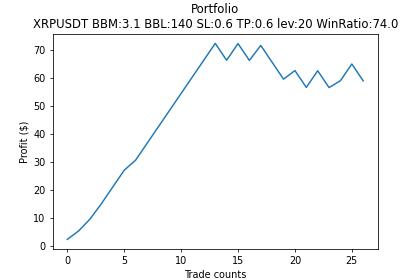 Portfolio
XRPUSDT BBM:3.1 BBL:140 SL:0.6 TP:0.6 lev:20 WinRatio:74.0
70
60
50
40
30
20
10
0
Profit ($)
0 5 10 15 20 25
Trade counts